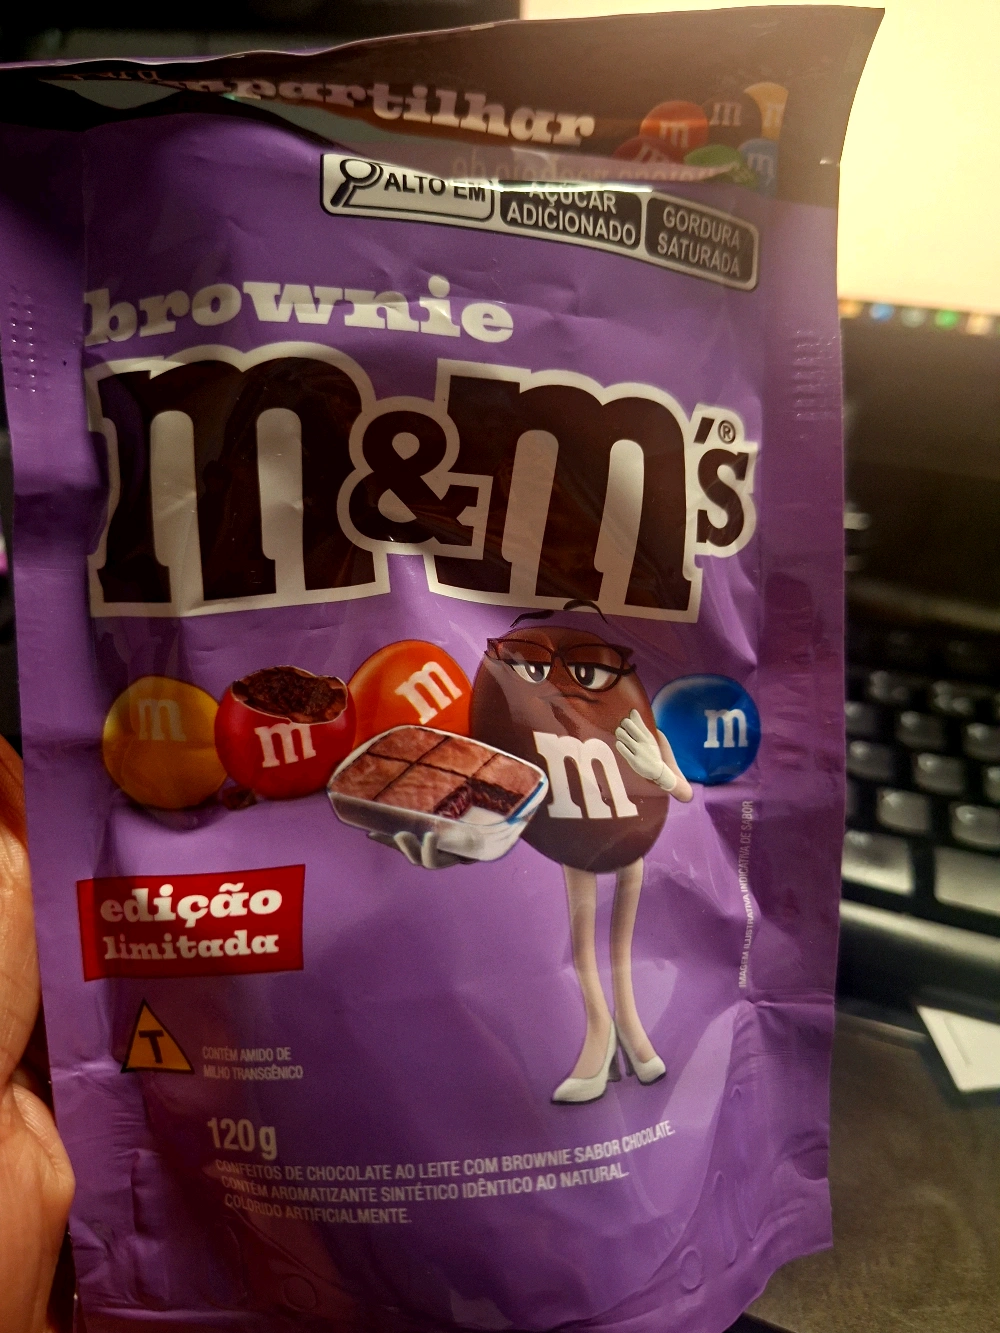 partilhar
m
m
ALTO EM
AÇÚCAR
ADICIONADO
GORDURA
SATURADA
brownie
m&m's®
m
m
m
m
m
edição
limitada
T
CONTÉM AMIDO DE
MILHO TRANSGÊNICO
IMAGEM ILUSTRATIVA INDICATIVA DE SABOR
120g
CONFEITOS DE CHOCOLATE AO LEITE COM BROWNIE SABOR CHOCOLATE.
CONTÉM AROMATIZANTE SINTÉTICO IDÊNTICO AO NATURAL.
COLORIDO ARTIFICIALMENTE.